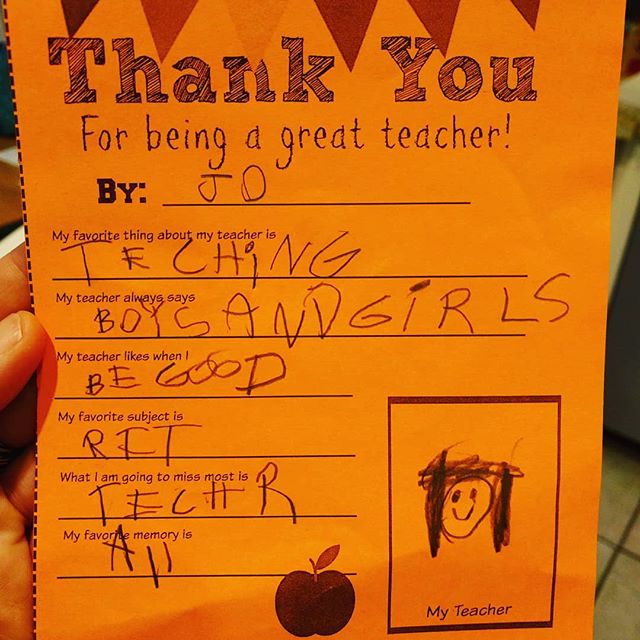 Thank You
For being a great teacher!
BY: JO
My favorite thing about my teacher is
TECHiNG
My teacher always says
BOYSANDGiRLS
My teacher likes when I
BE GOOD
My favorite subject is
RET
What I am going to miss most is
TECHR
My favorite memory is
All
My Teacher